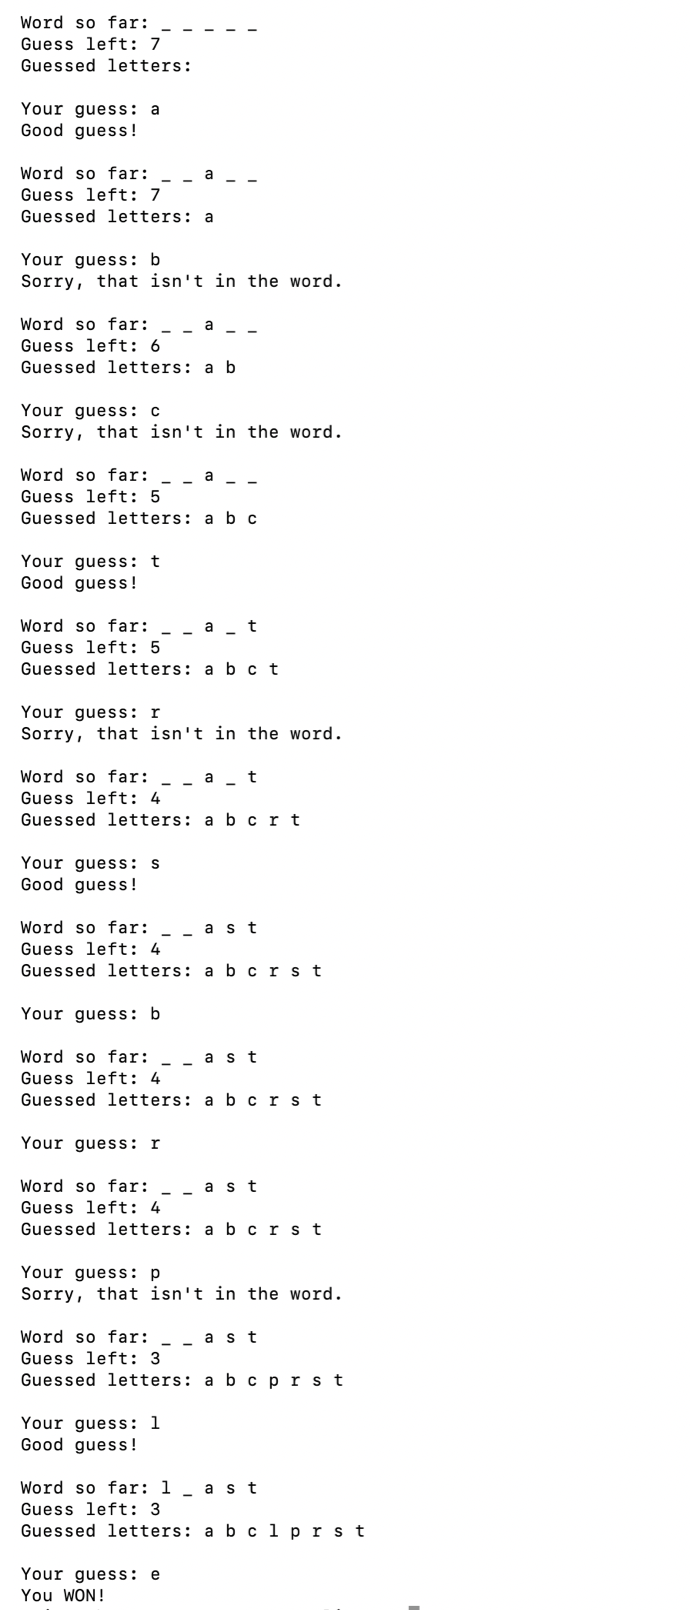 Word so far: _ _ _ _ _
Guess left: 7
Guessed letters:
Your guess: a
Good guess!
Word so far: _ _ a _ _
Guess left: 7
Guessed letters: a
Your guess: b
Sorry, that isn't in the word.
Word so far: _ _ a _ _
Guess left: 6
Guessed letters: a b
Your guess: c
Sorry, that isn't in the word.
Word so far: _ _ a _ _
Guess left: 5
Guessed letters: a b c
Your guess: t
Good guess!
Word so far: _ _ a _ t
Guess left: 5
Guessed letters: a b c t
Your guess: r
Sorry, that isn't in the word.
Word so far: _ _ a _ t
Guess left: 4
Guessed letters: a b c r t
Your guess: s
Good guess!
Word so far: _ _ a s t
Guess left: 4
Guessed letters: a b c r s t
Your guess: b
Word so far: _ _ a s t
Guess left: 4
Guessed letters: a b c r s t
Your guess: r
Word so far: _ _ a s t
Guess left: 4
Guessed letters: a b c r s t
Your guess: p
Sorry, that isn't in the word.
Word so far: _ _ a s t
Guess left: 3
Guessed letters: a b c p r s t
Your guess: l
Good guess!
Word so far: l _ a s t
Guess left: 3
Guessed letters: a b c l p r s t
Your guess: e
You WON!